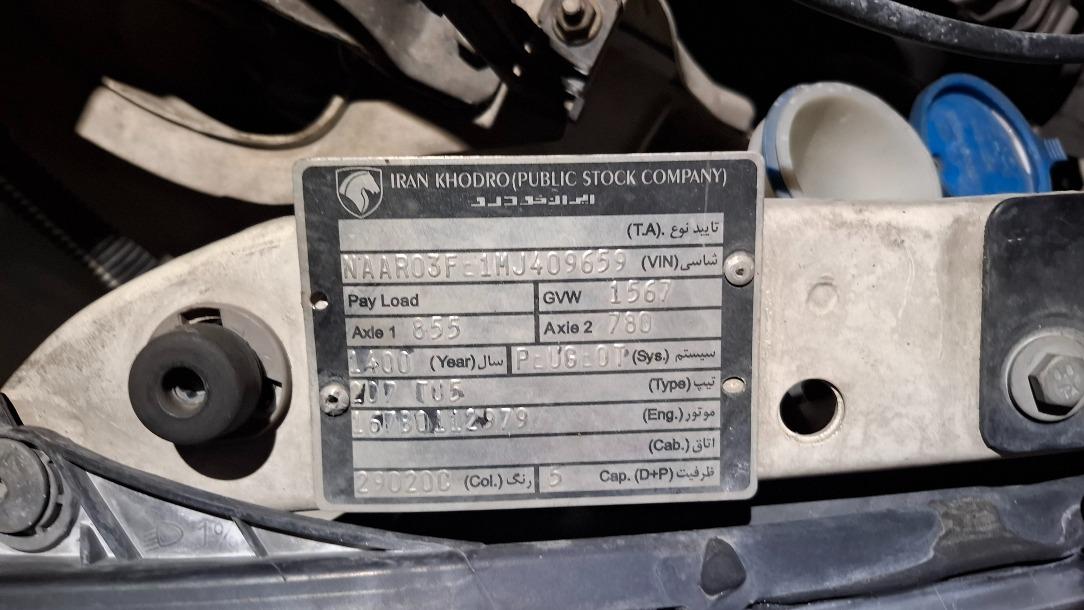 IRAN KHODRO(PUBLIC STOCK COMPANY)
ایران خودرو
تایید نوع .(T.A)
شاسی (VIN) NAAR03FE1MJ409659
Pay Load GVW 1567
Axle 1 855 Axle 2 780
سال (Year) 1400 سیستم (Sys.) PEUGEOT
تیپ (Type) 207 TU5
موتور (Eng.) 167B0112979
اتاق (Cab.)
رنگ (Col.) 290200 ظرفیت Cap. (D+P) 5